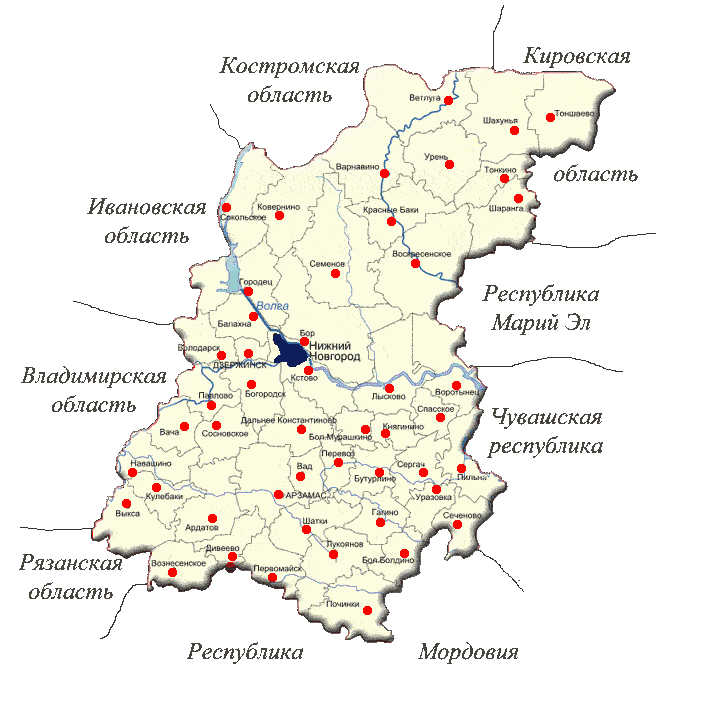 Кировская
Костромская
область
Ветлуга
Тоншаево
Шахунья
Урень
Варнавино
Тонкино
область
Шаранга
Ивановская
область
Ковернино
Сокольское
Красные Баки
Воскресенское
Семенов
Городец
Республика
Марий Эл
Волга
Балахна
Бор
Нижний
Новгород
Володарск
ДЗЕРЖИНСК
Кстово
Владимирская
область
Богородск
Павлово
Лысково
Воротынец
Спасское
Чувашская
республика
Дальнее Константиново
Вача
Сосновское
Бол.Мурашкино
Княгинино
Перевоз
Навашино
Вад
Сергач
Бутурлино
Пильна
Кулебаки
АРЗАМАС
Уразовка
Выкса
Сеченово
Гагино
Шатки
Ардатов
Лукоянов
Дивеево
Бол.Болдино
Рязанская
область
Вознесенское
Первомайск
Починки
Республика
Мордовия